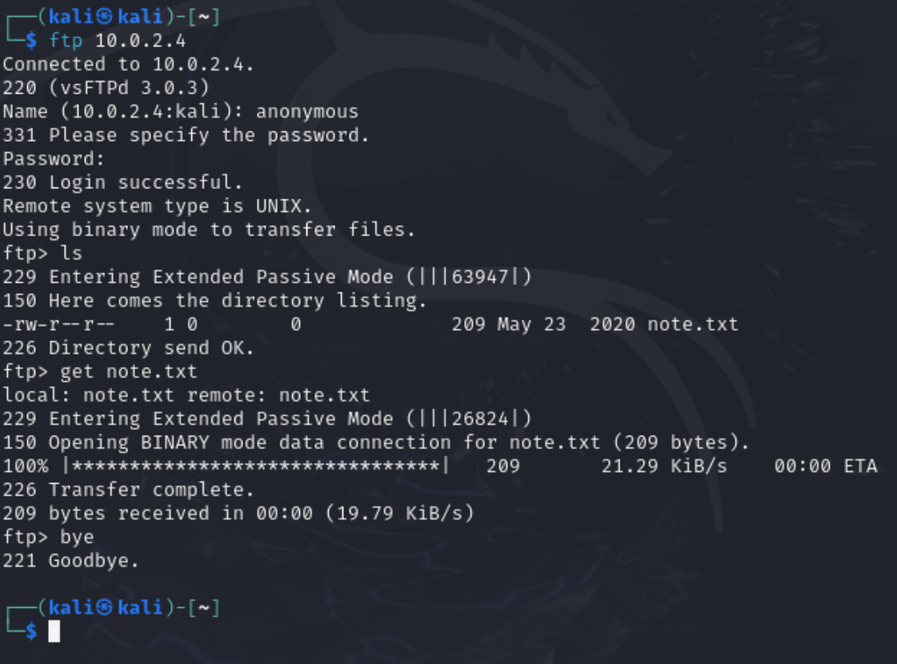 ┌──(kali㉿kali)-[~]
└─$ ftp 10.0.2.4
Connected to 10.0.2.4.
220 (vsFTPd 3.0.3)
Name (10.0.2.4:kali): anonymous
331 Please specify the password.
Password:
230 Login successful.
Remote system type is UNIX.
Using binary mode to transfer files.
ftp> ls
229 Entering Extended Passive Mode (|||63947|)
150 Here comes the directory listing.
-rw-r--r--    1 0        0             209 May 23  2020 note.txt
226 Directory send OK.
ftp> get note.txt
local: note.txt remote: note.txt
229 Entering Extended Passive Mode (|||26824|)
150 Opening BINARY mode data connection for note.txt (209 bytes).
100% |********************************|   209       21.29 KiB/s    00:00 ETA
226 Transfer complete.
209 bytes received in 00:00 (19.79 KiB/s)
ftp> bye
221 Goodbye.
┌──(kali㉿kali)-[~]
└─$